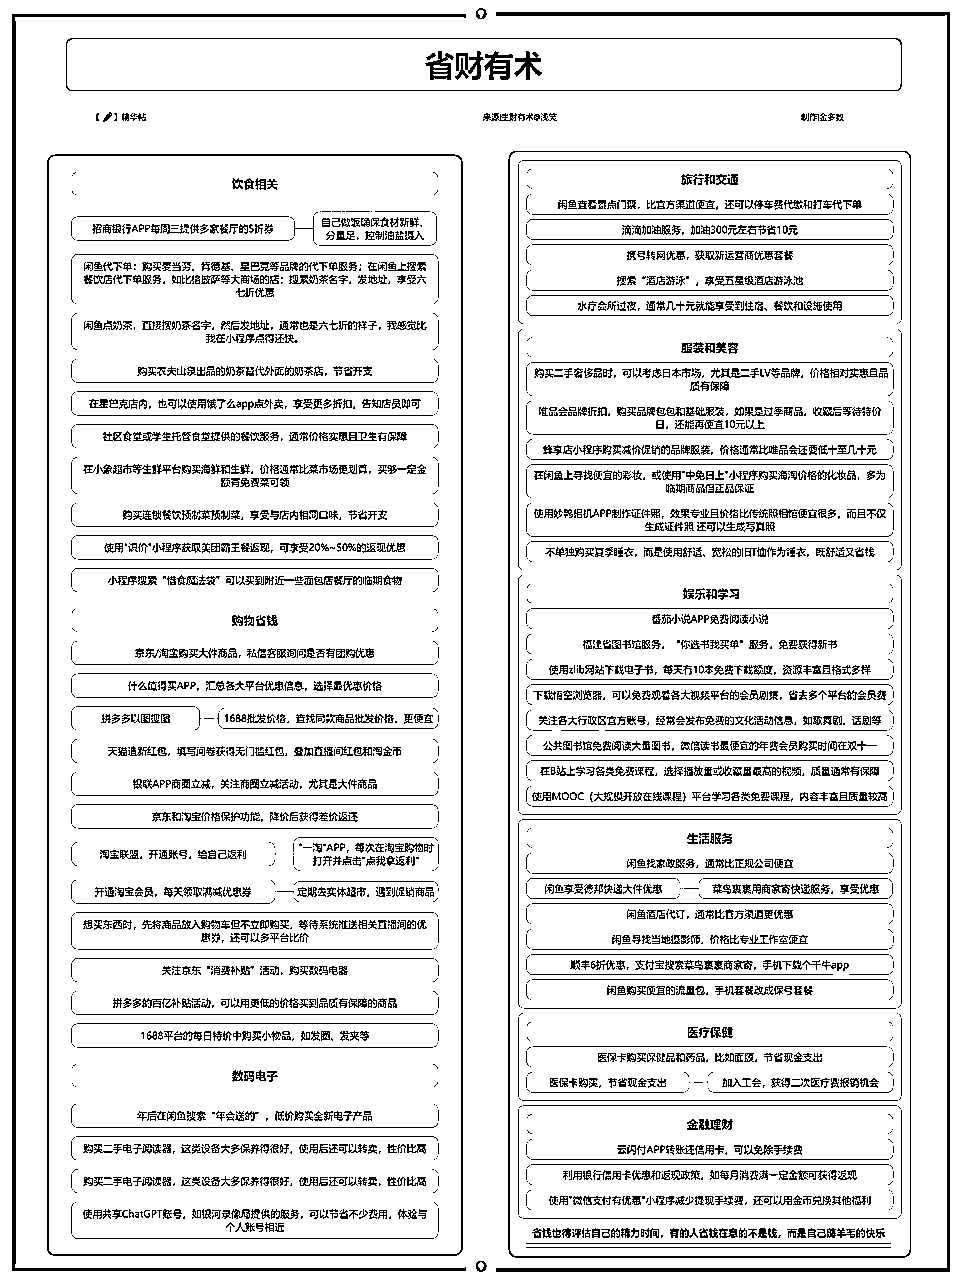 省财有术
【 】精华帖
来源|生财有术@浅笑
制作|金多数
饮食相关
招商银行APP每周三提供多家餐厅的5折券
自己做饭确保食材新鲜、
分量足，控制油盐摄入
闲鱼代下单：购买麦当劳、肯德基、星巴克等品牌的代下单服务；在闲鱼上搜索
餐饮店代下单服务，如比格披萨等大商场的店；搜索奶茶名字，发地址，享受六
七折优惠
闲鱼点奶茶，直接搜奶茶名字，然后发地址，通常也是六七折的样子，我感觉比
我在小程序点得还快。
购买农夫山泉出品的奶茶替代外面的奶茶店，节省开支
在星巴克店内，也可以使用饿了么app点外卖，享受更多折扣，告知店员即可
社区食堂或学生托管食堂提供的餐饮服务，通常价格实惠且卫生有保障
在小象超市等生鲜平台购买海鲜和生鲜，价格通常比菜市场更划算，买够一定金
额有免费菜可领
购买连锁餐饮预制菜预制菜，享受与店内相同口味，节省开支
使用"识价"小程序获取美团霸王餐返现，可享受20%~50%的返现优惠
小程序搜索“惜食魔法袋”可以买到附近一些面包店餐厅的临期食物
购物省钱
京东/淘宝购买大件商品，私信客服询问是否有团购优惠
什么值得买APP，汇总各大平台优惠信息，选择最优惠价格
拼多多以图搜图
1688批发价格，查找同款商品批发价格，更便宜
天猫造新红包，填写问卷获得无门槛红包，叠加直播间红包和淘金币
银联APP商圈立减，关注商圈立减活动，尤其是大件商品
京东和淘宝价格保护功能，降价后获得差价返还
淘宝联盟，开通账号，给自己返利
"一淘"APP，每次在淘宝购物时
打开并点击"点我拿返利"
开通淘宝会员，每天领取满减优惠券
定期去实体超市，遇到促销商品
想买东西时，先将商品放入购物车但不立即购买，等待系统推送相关直播间的优
惠券，还可以多平台比价
关注京东“消费补贴”活动，购买数码电器
拼多多的百亿补贴活动，可以用更低的价格买到品质有保障的商品
1688平台的每日特价中购买小物品，如发圈、发夹等
数码电子
年后在闲鱼搜索“年会送的”，低价购买全新电子产品
购买二手电子阅读器，这类设备大多保养得很好，使用后还可以转卖，性价比高
购买二手电子阅读器，这类设备大多保养得很好，使用后还可以转卖，性价比高
使用共享ChatGPT账号，如银河录像局提供的服务，可以节省不少费用，体验与
个人账号相近
旅行和交通
闲鱼查看景点门票，比官方渠道便宜，还可以停车费代缴和打车代下单
滴滴加油服务，加油300元左右节省10元
携号转网优惠，获取新运营商优惠套餐
搜索“酒店游泳”，享受五星级酒店游泳池
水疗会所过夜，通常几十元就能享受到住宿、餐饮和设施使用
服装和美容
购买二手奢侈品时，可以考虑日本市场，尤其是二手LV等品牌，价格相对实惠且品
质有保障
唯品会品牌折扣，购买品牌包包和基础服装，如果是过季商品，收藏后等待特价
日，还能再便宜10元以上
蜂享店小程序购买减价促销的品牌服装，价格通常比唯品会还要低十至几十元
在闲鱼上寻找便宜的彩妆，或使用"中免日上"小程序购买海淘价格的化妆品，多为
临期商品但正品保证
使用妙鸭相机APP制作证件照，效果专业且价格比传统照相馆便宜很多，而且不仅
生成证件照 还可以生成写真照
不单独购买夏季睡衣，而是使用舒适、宽松的旧T恤作为睡衣，既舒适又省钱
娱乐和学习
番茄小说APP免费阅读小说
福建省图书馆服务，“你选书我买单”服务，免费获得新书
使用zlib网站下载电子书，每天有10本免费下载额度，资源丰富且格式多样
下载悟空浏览器，可以免费观看各大视频平台的会员剧集，省去多个平台的会员费
关注各大行政区官方账号，经常会发布免费的文化活动信息，如歌舞剧、话剧等
公共图书馆免费阅读大量图书，微信读书最便宜的年费会员购买时间在双十一
在B站上学习各类免费课程，选择播放量或收藏量最高的视频，质量通常有保障
使用MOOC（大规模开放在线课程）平台学习各类免费课程，内容丰富且质量较高
生活服务
闲鱼找家政服务，通常比正规公司便宜
闲鱼享受德邦快递大件优惠
菜鸟裹裹用商家寄快递服务，享受优惠
闲鱼酒店代订，通常比官方渠道更优惠
闲鱼寻找当地摄影师，价格比专业工作室便宜
顺丰6折优惠，支付宝搜索菜鸟裹裹商家寄，手机下载个千牛app
闲鱼购买便宜的流量包，手机套餐改成保号套餐
医疗保健
医保卡购买保健品和药品，比如面膜，节省现金支出
医保卡购买，节省现金支出
加入工会，获得二次医疗费报销机会
金融理财
云闪付APP转账还信用卡，可以免除手续费
利用银行信用卡优惠和返现政策，如每月消费满一定金额可获得返现
使用"微信支付有优惠"小程序减少提现手续费，还可以用金币兑换其他福利
省钱也得评估自己的精力时间，有的人省钱在意的不是钱，而是自己薅羊毛的快乐